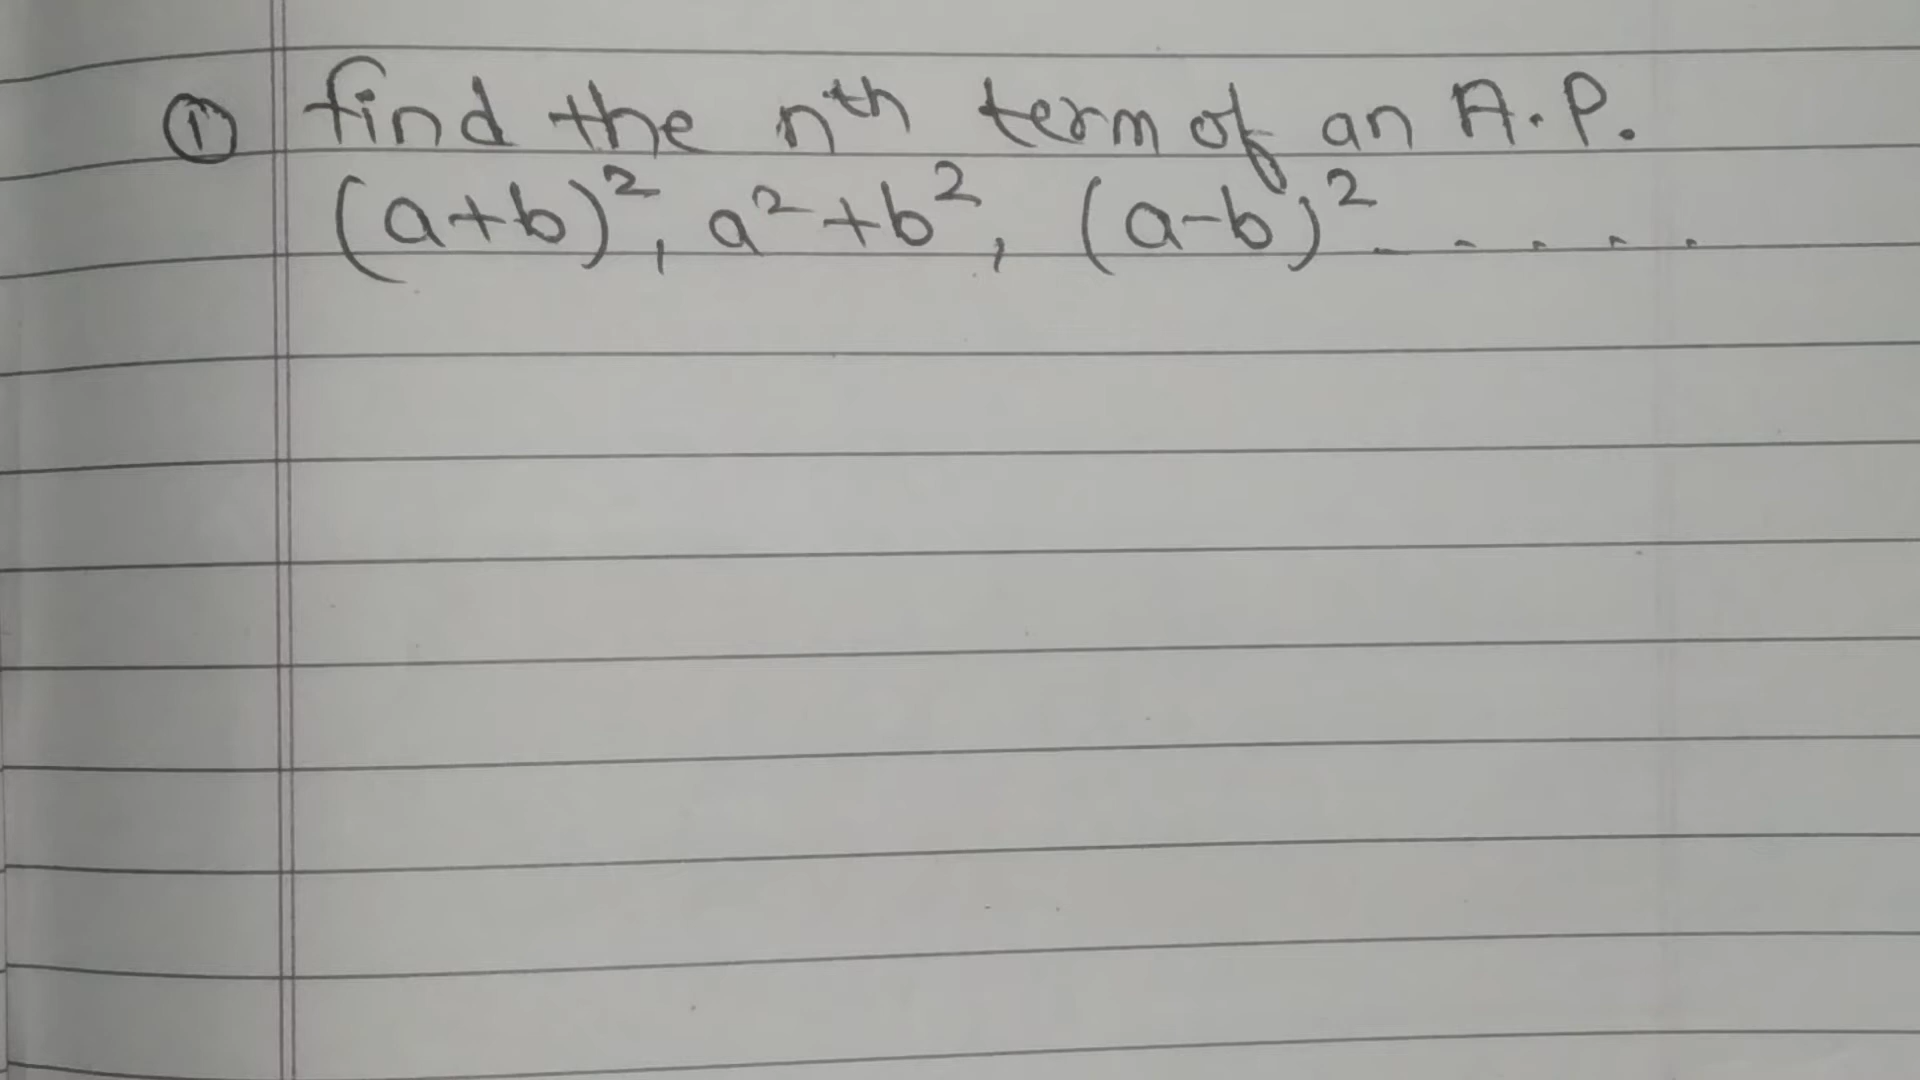 ① find the nᵗʰ term of an A.P.
(a+b)², a²+b², (a-b)² - - - - -